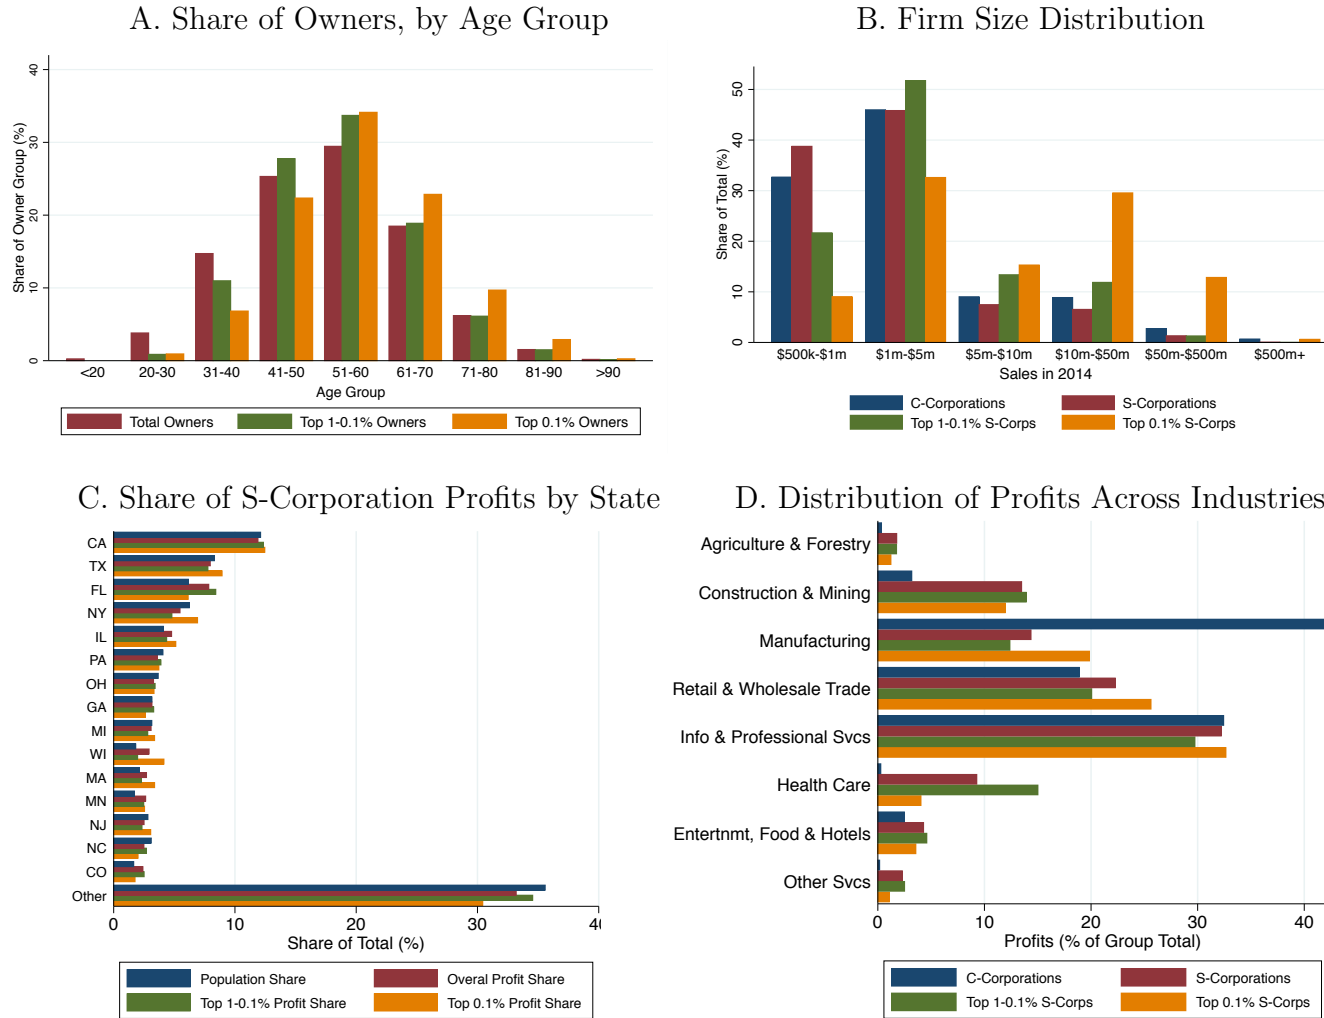 A. Share of Owners, by Age Group
Share of Owner Group (%)
40
30
20
10
0
<20 20-30 31-40 41-50 51-60 61-70 71-80 81-90 >90
Age Group
Total Owners Top 1-0.1% Owners Top 0.1% Owners
B. Firm Size Distribution
Share of Total (%)
50
40
30
20
10
0
$500k-$1m $1m-$5m $5m-$10m $10m-$50m $50m-$500m $500m+
Sales in 2014
C-Corporations S-Corporations
Top 1-0.1% S-Corps Top 0.1% S-Corps
C. Share of S-Corporation Profits by State
CA
TX
FL
NY
IL
PA
OH
GA
MI
WI
MA
MN
NJ
NC
CO
Other
0 10 20 30 40
Share of Total (%)
Population Share Overal Profit Share
Top 1-0.1% Profit Share Top 0.1% Profit Share
D. Distribution of Profits Across Industries
Agriculture & Forestry
Construction & Mining
Manufacturing
Retail & Wholesale Trade
Info & Professional Svcs
Health Care
Entertnmt, Food & Hotels
Other Svcs
0 10 20 30 40
Profits (% of Group Total)
C-Corporations S-Corporations
Top 1-0.1% S-Corps Top 0.1% S-Corps